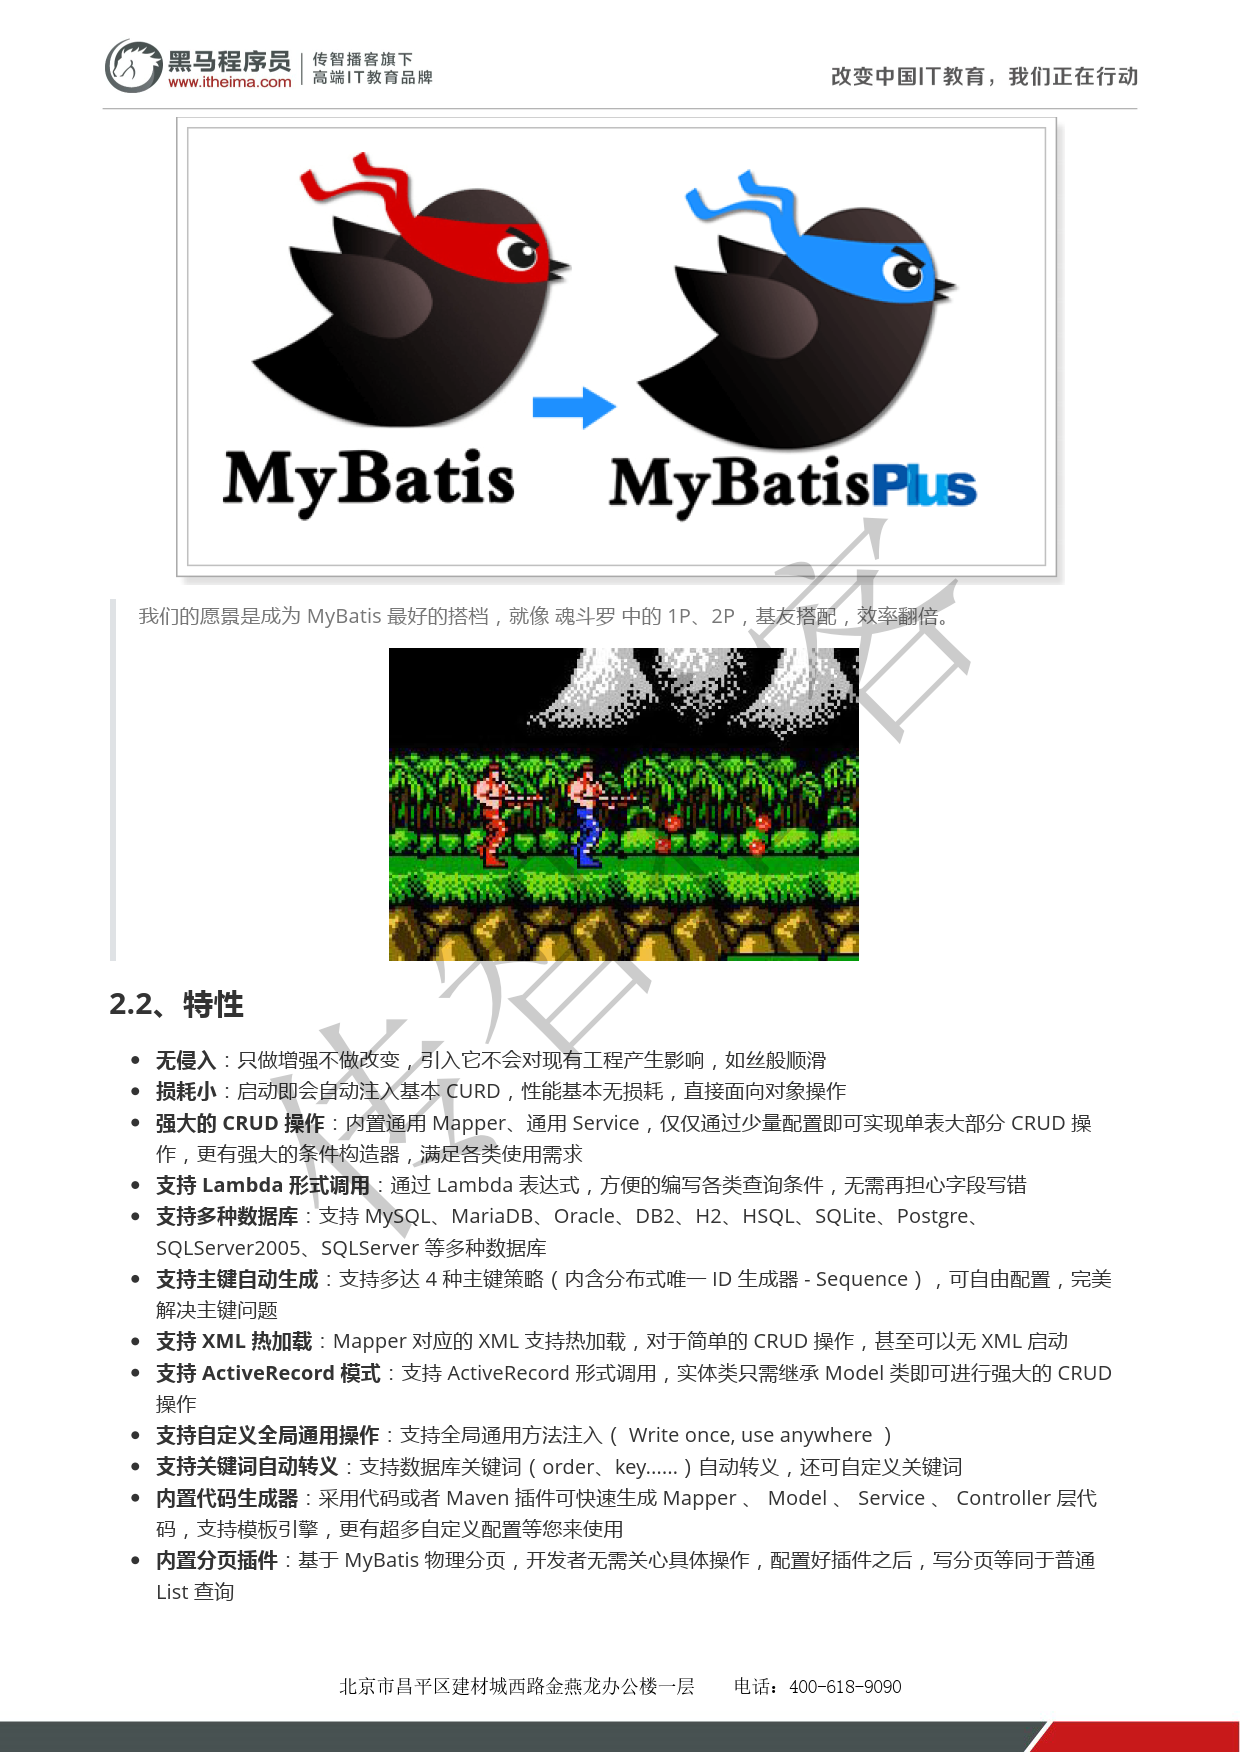 黑马程序员
www.itheima.com
传智播客旗下
高端IT教育品牌
改变中国IT教育，我们正在行动
MyBatis
MyBatisPlus
我们的愿景是成为 MyBatis 最好的搭档，就像 魂斗罗 中的 1P、2P，基友搭配，效率翻倍。
2.2、特性
无侵入：只做增强不做改变，引入它不会对现有工程产生影响，如丝般顺滑
损耗小：启动即会自动注入基本 CURD，性能基本无损耗，直接面向对象操作
强大的 CRUD 操作：内置通用 Mapper、通用 Service，仅仅通过少量配置即可实现单表大部分 CRUD 操
作，更有强大的条件构造器，满足各类使用需求
支持 Lambda 形式调用：通过 Lambda 表达式，方便的编写各类查询条件，无需再担心字段写错
支持多种数据库：支持 MySQL、MariaDB、Oracle、DB2、H2、HSQL、SQLite、Postgre、
SQLServer2005、SQLServer 等多种数据库
支持主键自动生成：支持多达 4 种主键策略（内含分布式唯一 ID 生成器 - Sequence），可自由配置，完美
解决主键问题
支持 XML 热加载：Mapper 对应的 XML 支持热加载，对于简单的 CRUD 操作，甚至可以无 XML 启动
支持 ActiveRecord 模式：支持 ActiveRecord 形式调用，实体类只需继承 Model 类即可进行强大的 CRUD
操作
支持自定义全局通用操作：支持全局通用方法注入（ Write once, use anywhere ）
支持关键词自动转义：支持数据库关键词（order、key......）自动转义，还可自定义关键词
内置代码生成器：采用代码或者 Maven 插件可快速生成 Mapper 、 Model 、 Service 、 Controller 层代
码，支持模板引擎，更有超多自定义配置等您来使用
内置分页插件：基于 MyBatis 物理分页，开发者无需关心具体操作，配置好插件之后，写分页等同于普通
List 查询
北京市昌平区建材城西路金燕龙办公楼一层 电话：400-618-9090